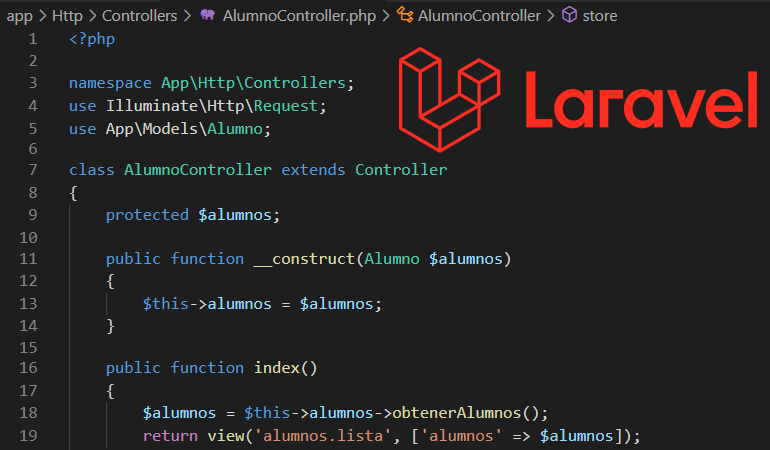 app > Http > Controllers > AlumnoController.php > AlumnoController > store
1 <?php
2
3 namespace App\Http\Controllers;
4 use Illuminate\Http\Request;
5 use App\Models\Alumno;
6
7 class AlumnoController extends Controller
8 {
9     protected $alumnos;
10
11     public function __construct(Alumno $alumnos)
12     {
13         $this->alumnos = $alumnos;
14     }
15
16     public function index()
17     {
18         $alumnos = $this->alumnos->obtenerAlumnos();
19         return view('alumnos.lista', ['alumnos' => $alumnos]);
Laravel